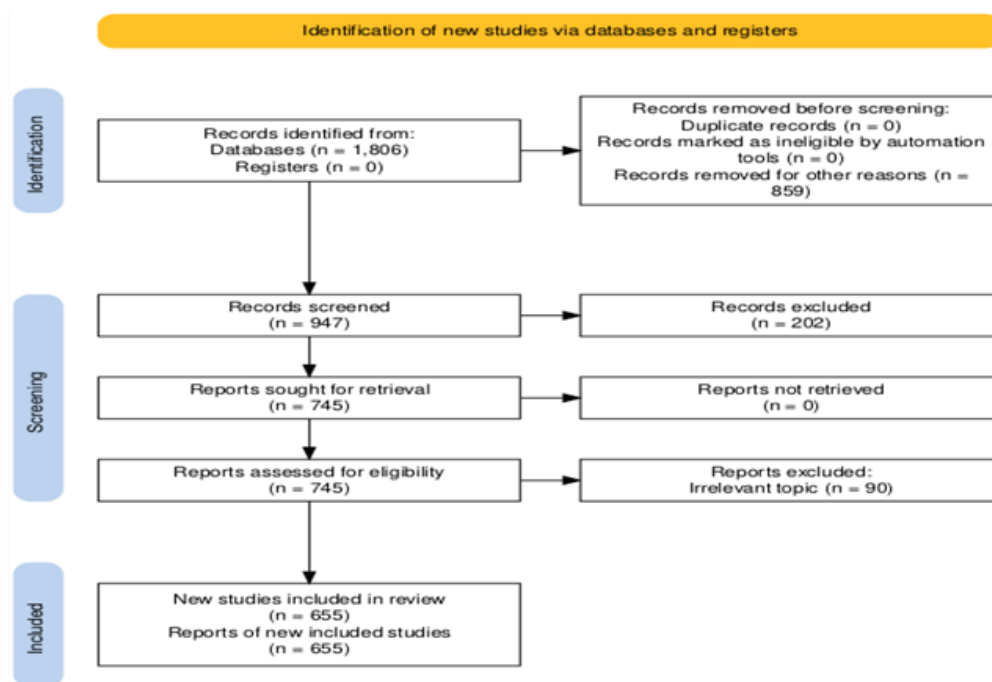 Identification of new studies via databases and registers
Identification
Records identified from:
Databases (n = 1,806)
Registers (n = 0)
Records removed before screening:
Duplicate records (n = 0)
Records marked as ineligible by automation
tools (n = 0)
Records removed for other reasons (n =
859)
Screening
Records screened
(n = 947)
Records excluded
(n = 202)
Reports sought for retrieval
(n = 745)
Reports not retrieved
(n = 0)
Reports assessed for eligibility
(n = 745)
Reports excluded:
Irrelevant topic (n = 90)
Included
New studies included in review
(n = 655)
Reports of new included studies
(n = 655)